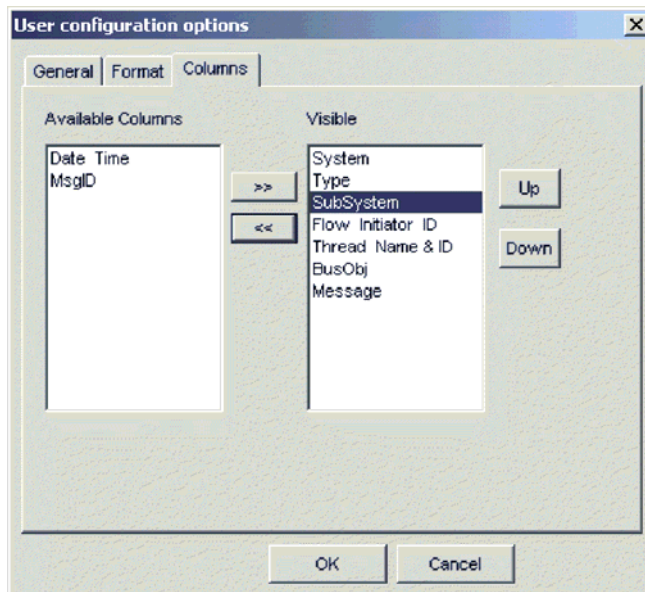 User configuration options
General Format Columns
Available Columns Visible
Date Time
MsgID
>>
<<
System
Type
SubSystem
Flow Initiator ID
Thread Name & ID
BusObj
Message
Up
Down
OK Cancel